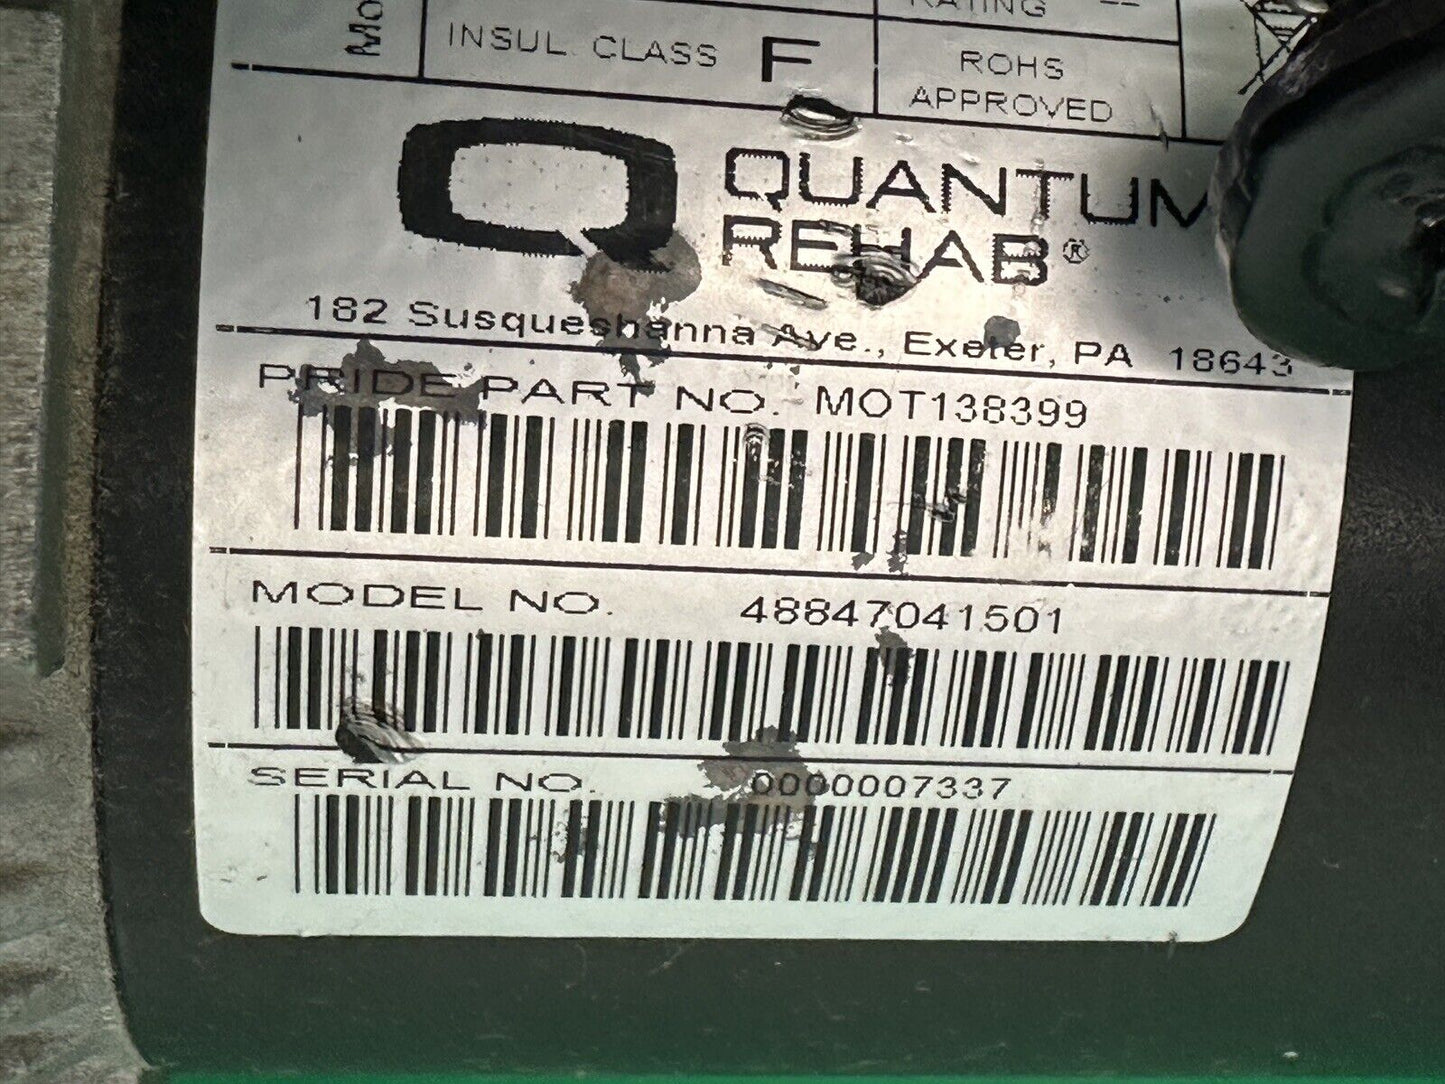 RATING --
INSUL. CLASS F
ROHS
APPROVED
QUANTUM
REHAB®
182 Susquehanna Ave., Exeter, PA 18643
PRIDE PART NO. MOT138399
MODEL NO. 48847041501
SERIAL NO. 0000007337